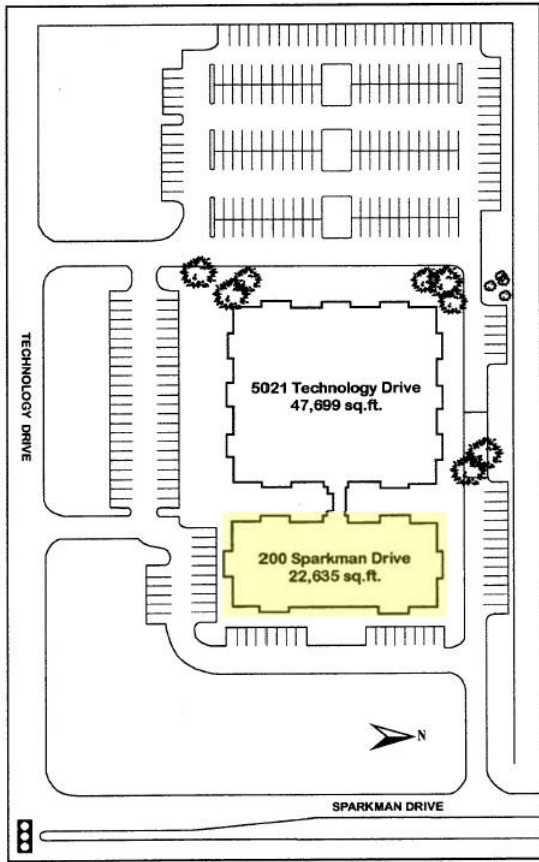 TECHNOLOGY DRIVE
5021 Technology Drive
47,699 sq.ft.
200 Sparkman Drive
22,635 sq.ft.
N
SPARKMAN DRIVE